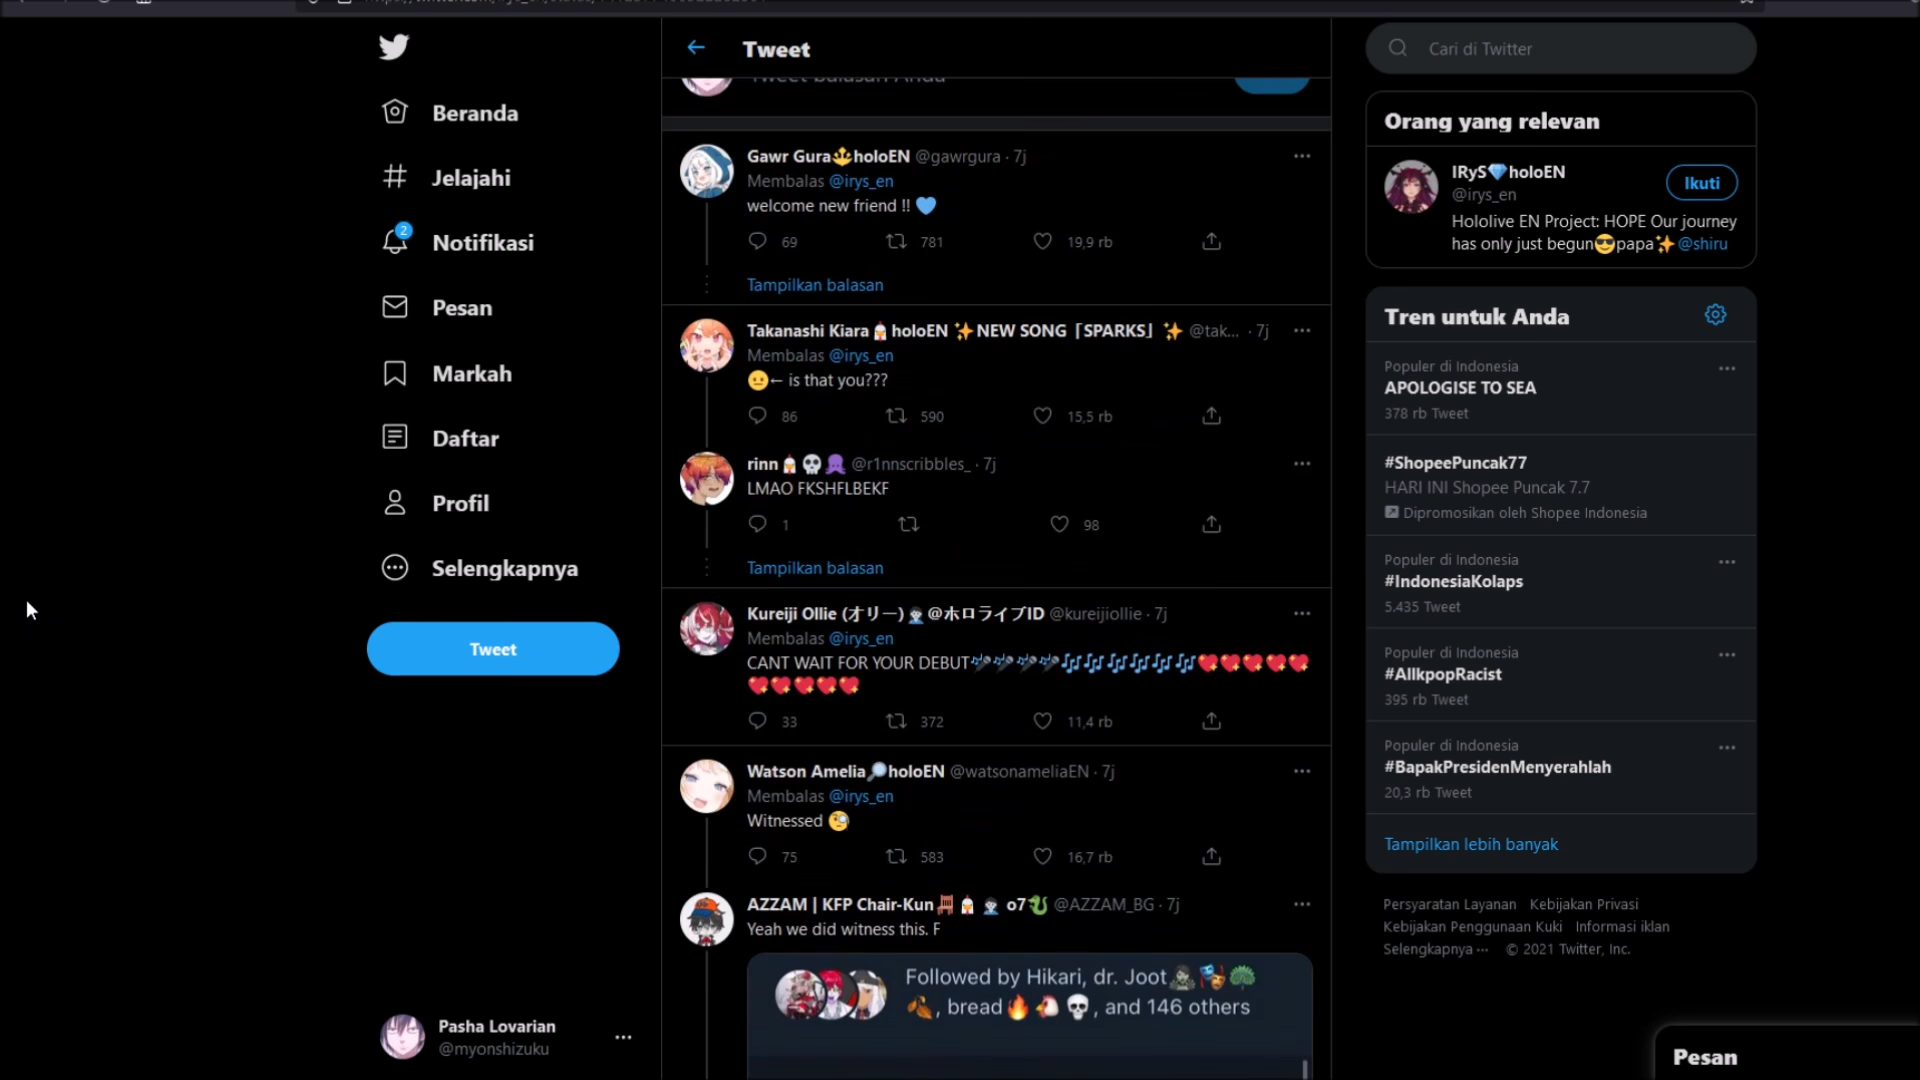 Beranda
Jelajahi
2
Notifikasi
Pesan
Markah
Daftar
Profil
Selengkapnya
Tweet
Pasha Lovarian
@myonshizuku
Tweet
Tweet balasan Anda
Gawr Gura🔱holoEN @gawrgura · 7j
Membalas @irys_en
welcome new friend !! 💙
69 781 19,9 rb
Tampilkan balasan
Takanashi Kiara🐔holoEN ✨NEW SONG「SPARKS」✨ @tak... · 7j
Membalas @irys_en
😐← is that you???
86 590 15,5 rb
rinn🐔💀🐙 @r1nnscribbles_ · 7j
LMAO FKSHFLBEKF
1 98
Tampilkan balasan
Kureiji Ollie (オリー)🧟@ホロライブID @kureijiollie · 7j
Membalas @irys_en
CANT WAIT FOR YOUR DEBUT🎤🎤🎤🎤🎶🎶🎶🎶🎶🎶💖💖💖💖💖
💖💖💖💖💖
33 372 11,4 rb
Watson Amelia🔎holoEN @watsonameliaEN · 7j
Membalas @irys_en
Witnessed 🧐
75 583 16,7 rb
AZZAM | KFP Chair-Kun🪑🐔🧟 o7🐉 @AZZAM_BG · 7j
Yeah we did witness this. F
Followed by Hikari, dr. Joot
, bread🔥🐔💀, and 146 others
Cari di Twitter
Orang yang relevan
IRyS💎holoEN
@irys_en
Ikuti
Hololive EN Project: HOPE Our journey
has only just begun😎papa✨@shiru
Tren untuk Anda
Populer di Indonesia
APOLOGISE TO SEA
378 rb Tweet
#ShopeePuncak77
HARI INI Shopee Puncak 7.7
Dipromosikan oleh Shopee Indonesia
Populer di Indonesia
#IndonesiaKolaps
5.435 Tweet
Populer di Indonesia
#AllkpopRacist
395 rb Tweet
Populer di Indonesia
#BapakPresidenMenyerahlah
20,3 rb Tweet
Tampilkan lebih banyak
Persyaratan Layanan Kebijakan Privasi
Kebijakan Penggunaan Kuki Informasi iklan
Selengkapnya ··· © 2021 Twitter, Inc.
Pesan